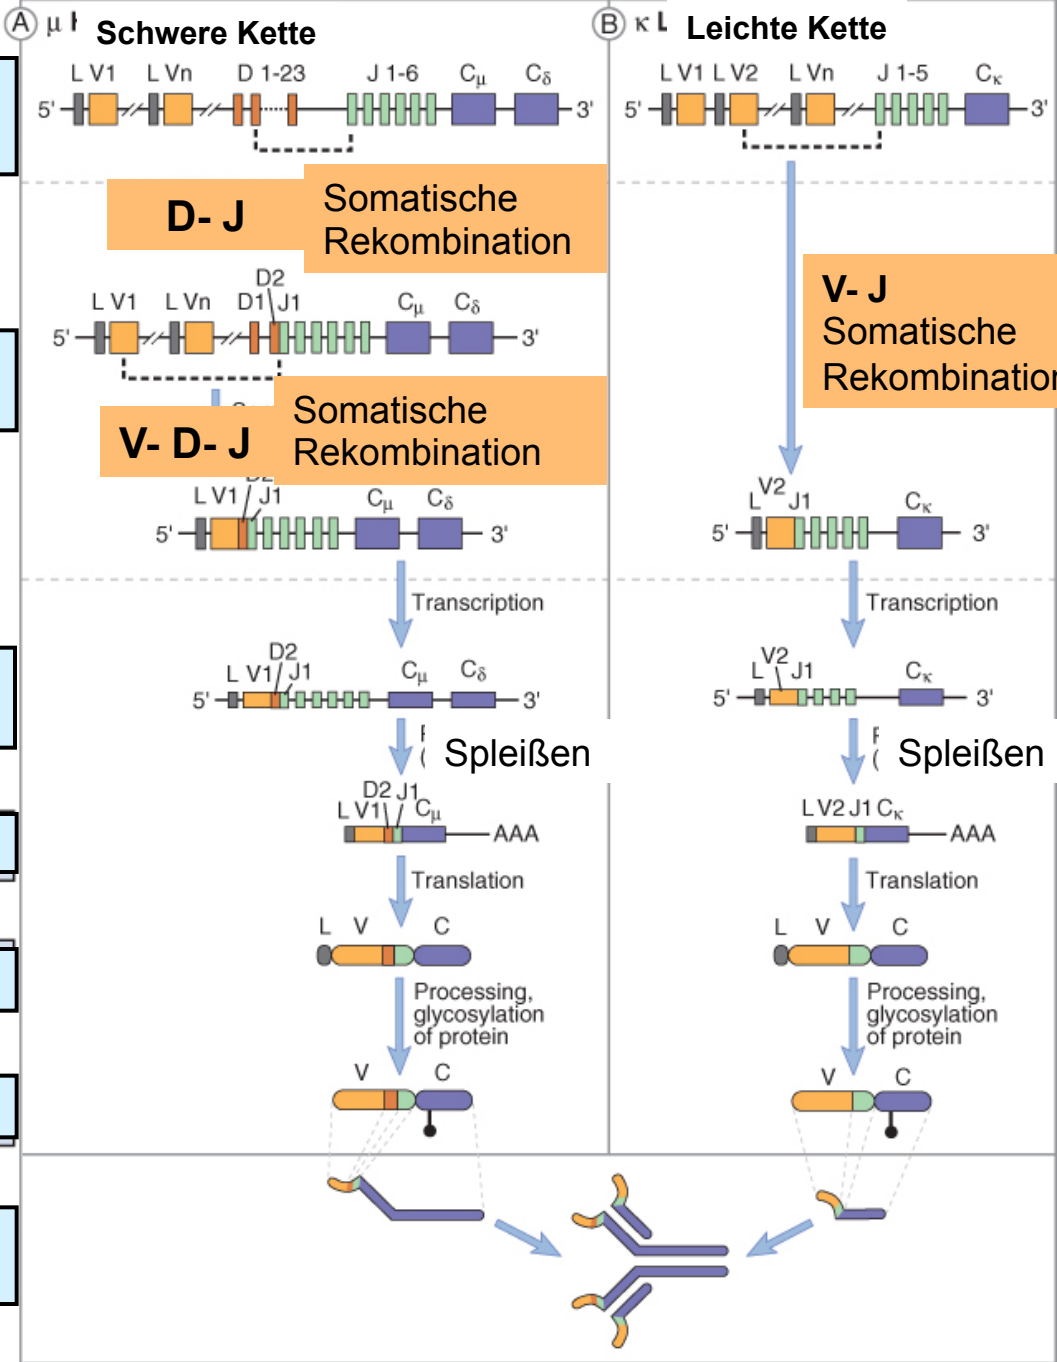 A μ Schwere Kette
L V1 L Vn D 1-23 J 1-6 Cμ Cδ
5' 3'
D- J
Somatische
Rekombination
D2
L V1 L Vn D1 J1 Cμ Cδ
5' 3'
V- D- J
Somatische
Rekombination
D2
L V1 J1 Cμ Cδ
5' 3'
Transcription
D2
L V1 J1 Cμ Cδ
5' 3'
Spleißen
D2 J1
L V1 Cμ
AAA
Translation
L V C
Processing,
glycosylation
of protein
V C
B κ L Leichte Kette
L V1 L V2 L Vn J 1-5 Cκ
5' 3'
V- J
Somatische
Rekombination
V2
L J1 Cκ
5' 3'
Transcription
V2
L J1 Cκ
5' 3'
Spleißen
L V2 J1 Cκ
AAA
Translation
L V C
Processing,
glycosylation
of protein
V C